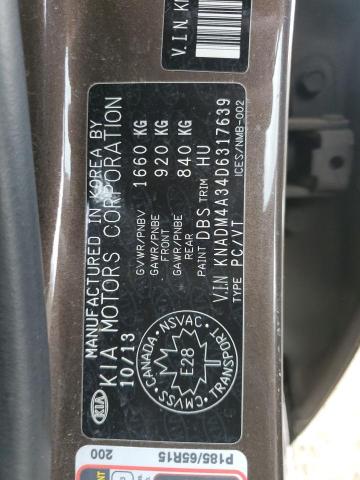 MANUFACTURED IN KOREA BY
KIA KIA MOTORS CORPORATION
10/13
GVWR/PNBV 1660 KG
GAWR/PNBE FRONT 920 KG
GAWR/PNBE REAR 840 KG
PAINT DBS TRIM HU
ICES/NMB-002
V.IN KNADM4A34D6317639
TYPE PC/VT
CANADA · NSVAC
E28
CMVSS TRANSPORT
V.IN
P185/65R15
200